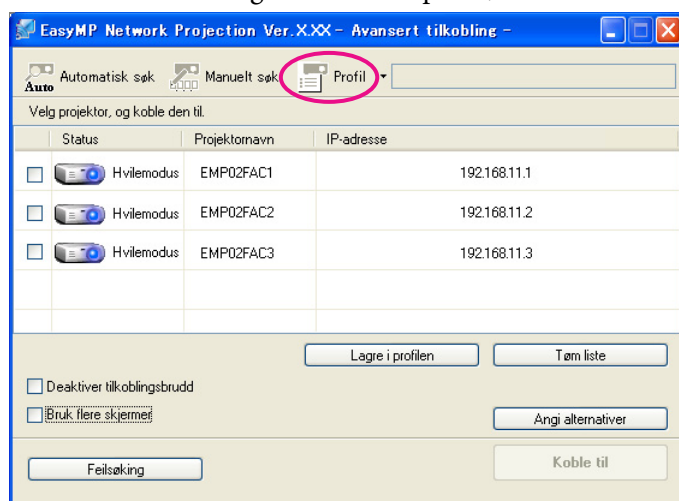 EasyMP Network Projection Ver.X.XX - Avansert tilkobling -
Auto Automatisk søk Manuelt søk Profil
Velg projektor, og koble den til.
Status Projektornavn IP-adresse
Hvilemodus EMP02FAC1 192.168.11.1
Hvilemodus EMP02FAC2 192.168.11.2
Hvilemodus EMP02FAC3 192.168.11.3
Lagre i profilen Tøm liste
Deaktiver tilkoblingsbrudd
Bruk flere skjermer
Angi alternativer
Feilsøking Koble til